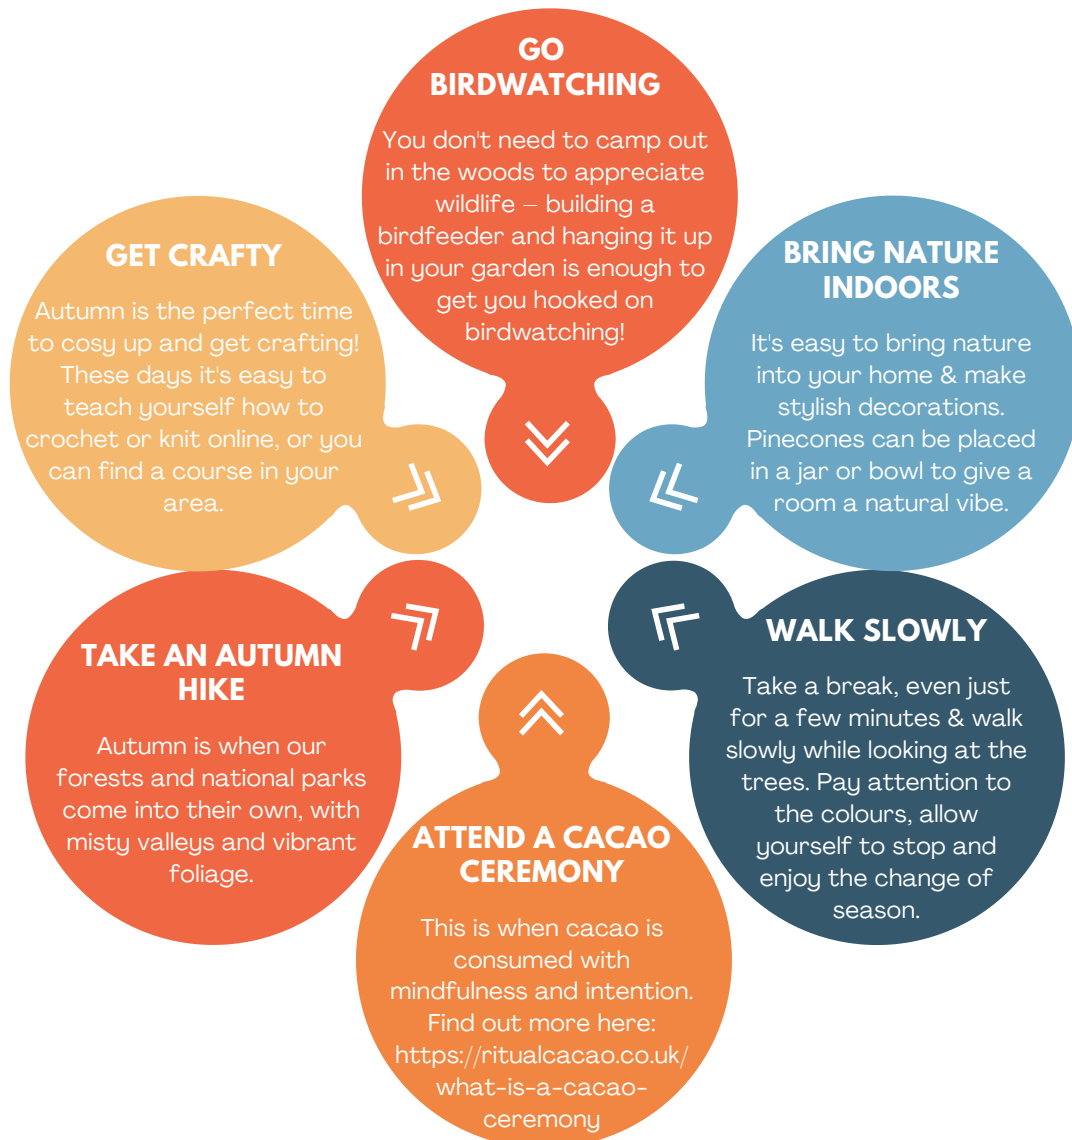 GO
BIRDWATCHING
You don't need to camp out
in the woods to appreciate
wildlife – building a
birdfeeder and hanging it up
in your garden is enough to
get you hooked on
birdwatching!
GET CRAFTY
Autumn is the perfect time
to cosy up and get crafting!
These days it's easy to
teach yourself how to
crochet or knit online, or you
can find a course in your
area.
BRING NATURE
INDOORS
It's easy to bring nature
into your home & make
stylish decorations.
Pinecones can be placed
in a jar or bowl to give a
room a natural vibe.
TAKE AN AUTUMN
HIKE
Autumn is when our
forests and national parks
come into their own, with
misty valleys and vibrant
foliage.
WALK SLOWLY
Take a break, even just
for a few minutes & walk
slowly while looking at the
trees. Pay attention to
the colours, allow
yourself to stop and
enjoy the change of
season.
ATTEND A CACAO
CEREMONY
This is when cacao is
consumed with
mindfulness and intention.
Find out more here:
https://ritualcacao.co.uk/
what-is-a-cacao-
ceremony